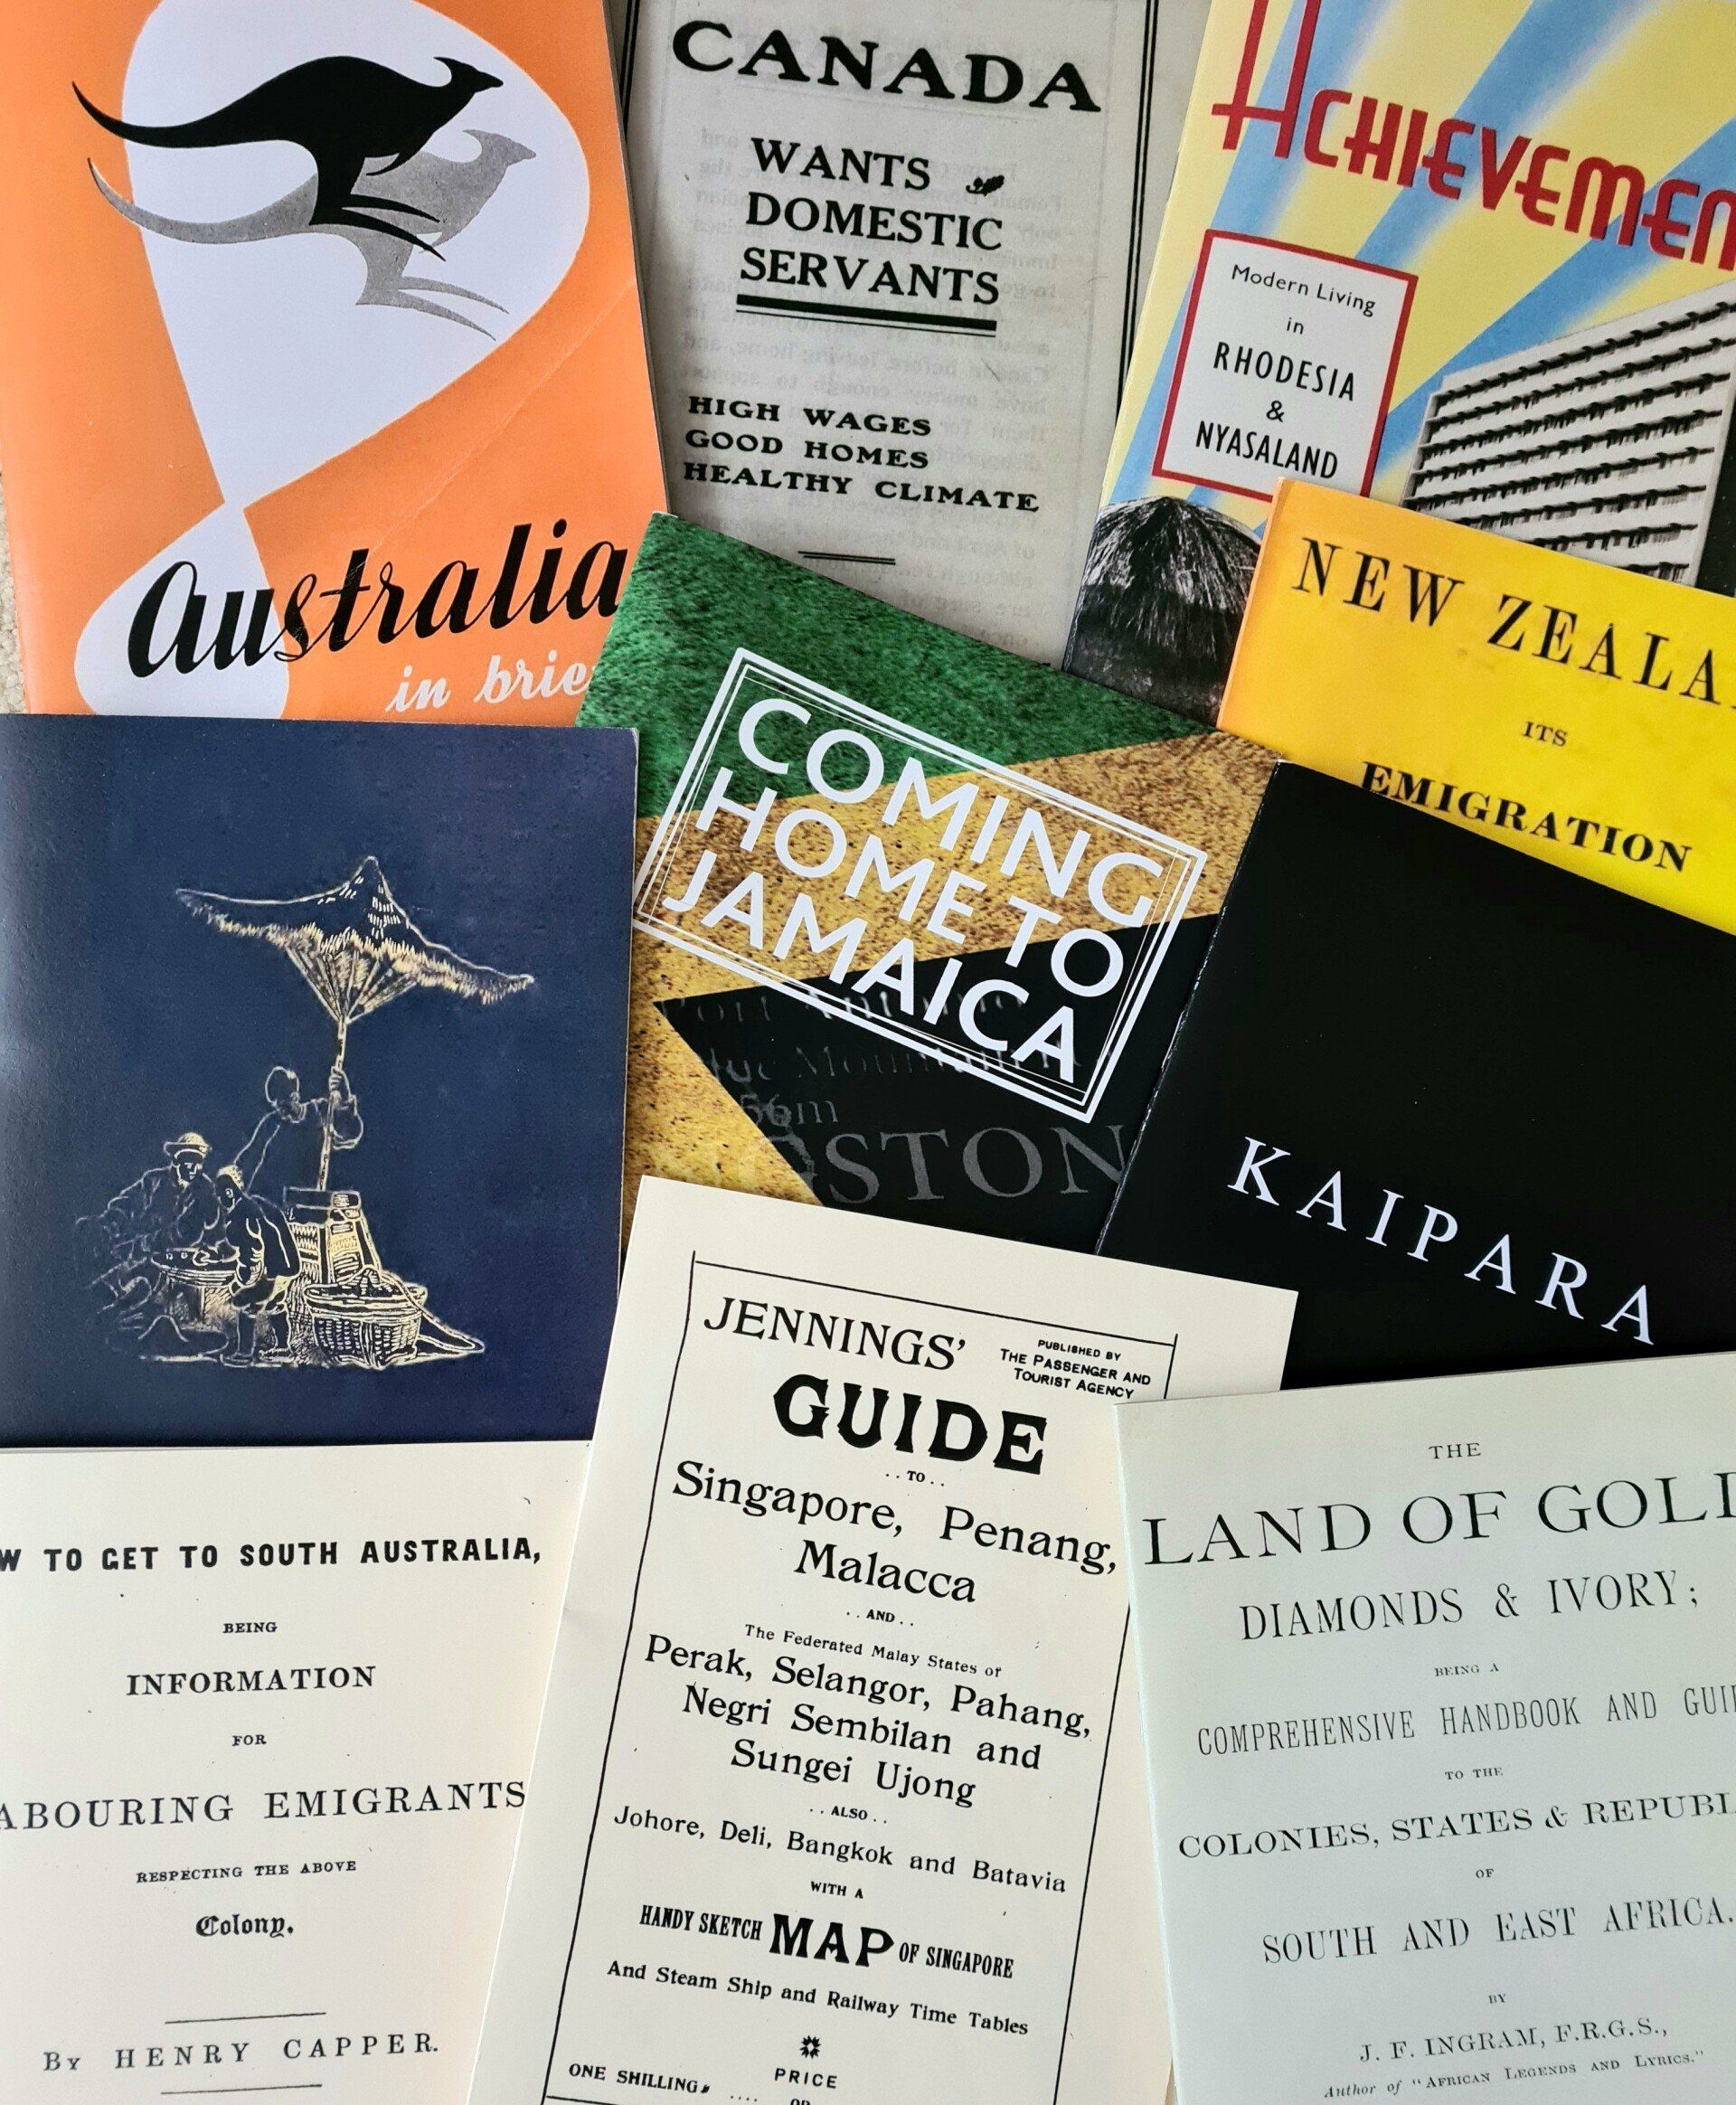 Australia
in brie
CANADA
WANTS
DOMESTIC
SERVANTS
HIGH WAGES
GOOD HOMES
HEALTHY CLIMATE
ACHIEVEMEN
Modern Living
in
RHODESIA
&
NYASALAND
NEW ZEALA
ITS
EMIGRATION
COMING
HOME TO
JAMAICA
56m
GSTON
KAIPARA
W TO GET TO SOUTH AUSTRALIA,
BEING
INFORMATION
FOR
ABOURING EMIGRANTS
RESPECTING THE ABOVE
Colony.
By HENRY CAPPER.
JENNINGS'
PUBLISHED BY
THE PASSENGER AND
TOURIST AGENCY
GUIDE
..TO..
Singapore, Penang,
Malacca
..AND..
The Federated Malay States of
Perak, Selangor, Pahang,
Negri Sembilan and
Sungei Ujong
..ALSO..
Johore, Deli, Bangkok and Batavia
WITH A
HANDY SKETCH MAP OF SINGAPORE
And Steam Ship and Railway Time Tables
PRICE
ONE SHILLING, ....
OR
THE
LAND OF GOLD
DIAMONDS & IVORY;
BEING A
COMPREHENSIVE HANDBOOK AND GUID
TO THE
COLONIES, STATES & REPUBL
OF
SOUTH AND EAST AFRICA.
BY
J. F. INGRAM, F.R.G.S.,
Author of "AFRICAN LEGENDS AND LYRICS."